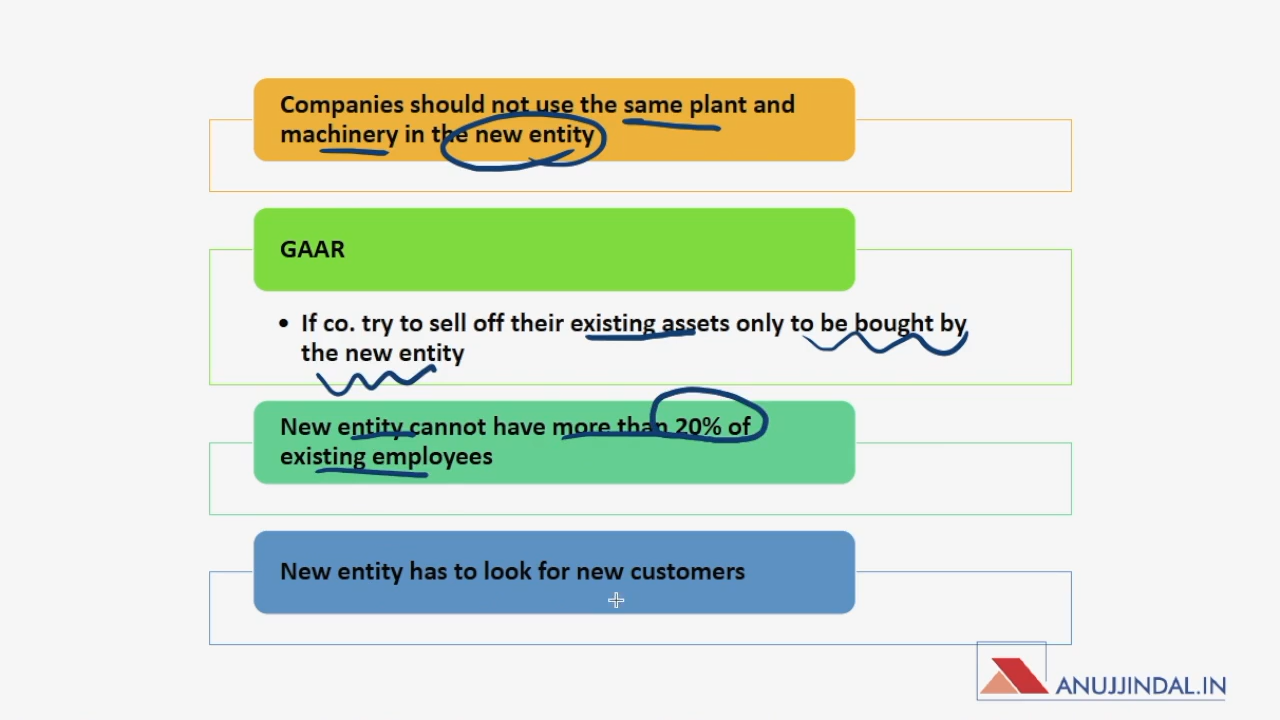 Companies should not use the same plant and
machinery in the new entity
GAAR
• If co. try to sell off their existing assets only to be bought by
the new entity
New entity cannot have more than 20% of
existing employees
New entity has to look for new customers
ANUJJINDAL.IN